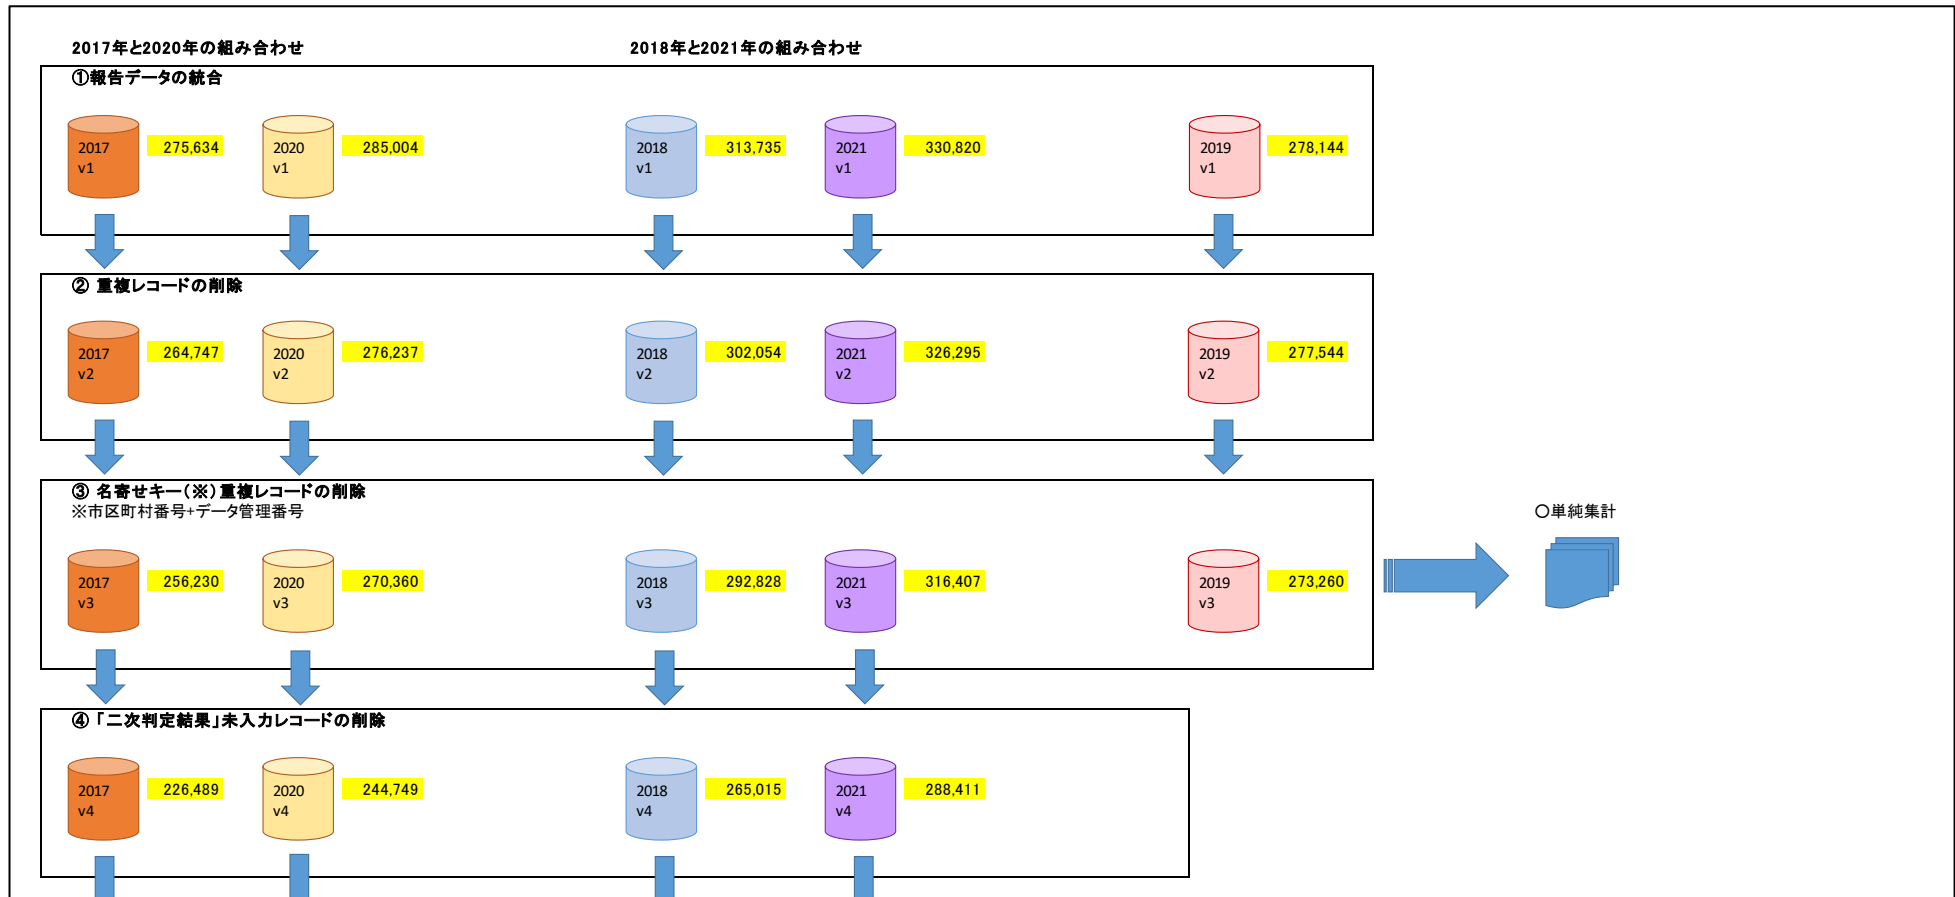 2017年と2020年の組み合わせ
2018年と2021年の組み合わせ
①報告データの統合
2017
v1
275,634
2020
v1
285,004
2018
v1
313,735
2021
v1
330,820
2019
v1
278,144
② 重複レコードの削除
2017
v2
264,747
2020
v2
276,237
2018
v2
302,054
2021
v2
326,295
2019
v2
277,544
③ 名寄せキー(※)重複レコードの削除
※市区町村番号+データ管理番号
2017
v3
256,230
2020
v3
270,360
2018
v3
292,828
2021
v3
316,407
2019
v3
273,260
○単純集計
④「二次判定結果」未入力レコードの削除
2017
v4
226,489
2020
v4
244,749
2018
v4
265,015
2021
v4
288,411